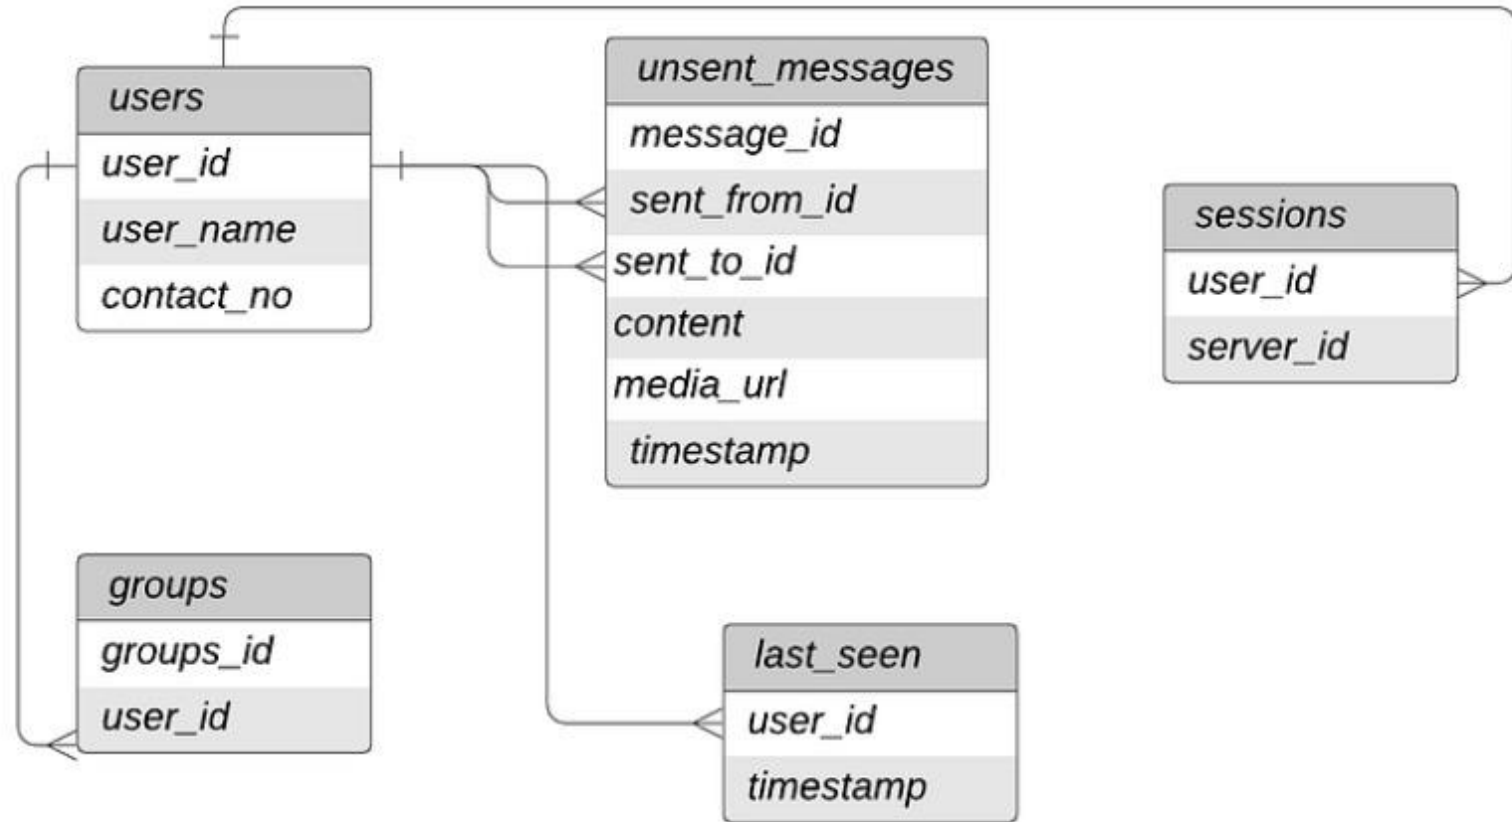 users
user_id
user_name
contact_no
unsent_messages
message_id
sent_from_id
sent_to_id
content
media_url
timestamp
sessions
user_id
server_id
groups
groups_id
user_id
last_seen
user_id
timestamp